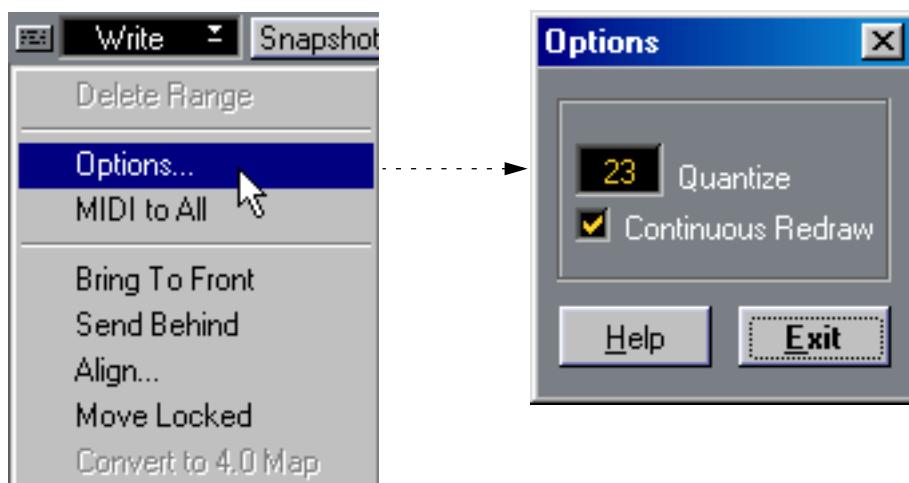 Write
Snapshot
Delete Range
Options...
MIDI to All
Bring To Front
Send Behind
Align...
Move Locked
Convert to 4.0 Map
Options
23 Quantize
Continuous Redraw
Help
Exit